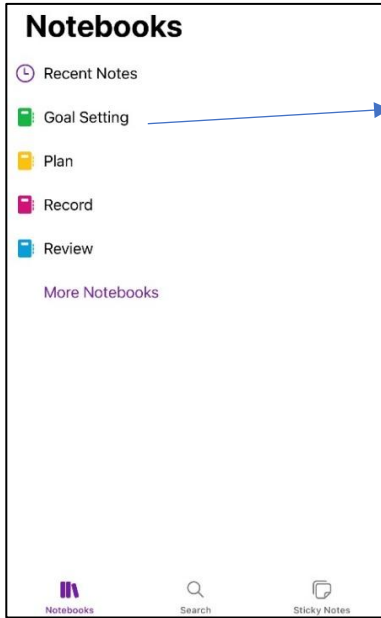 Notebooks
Recent Notes
Goal Setting
Plan
Record
Review
More Notebooks
Notebooks
Search
Sticky Notes